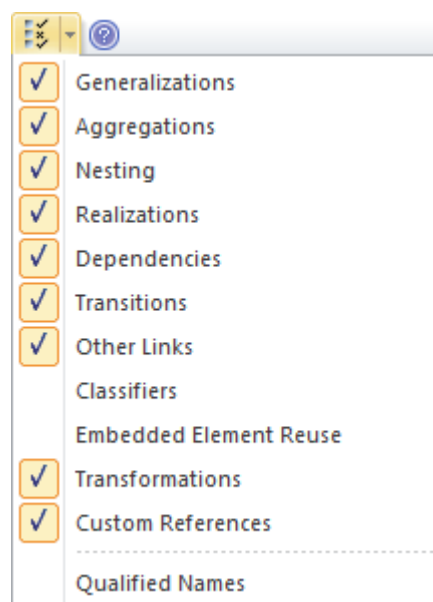 Generalizations
Aggregations
Nesting
Realizations
Dependencies
Transitions
Other Links
Classifiers
Embedded Element Reuse
Transformations
Custom References
Qualified Names